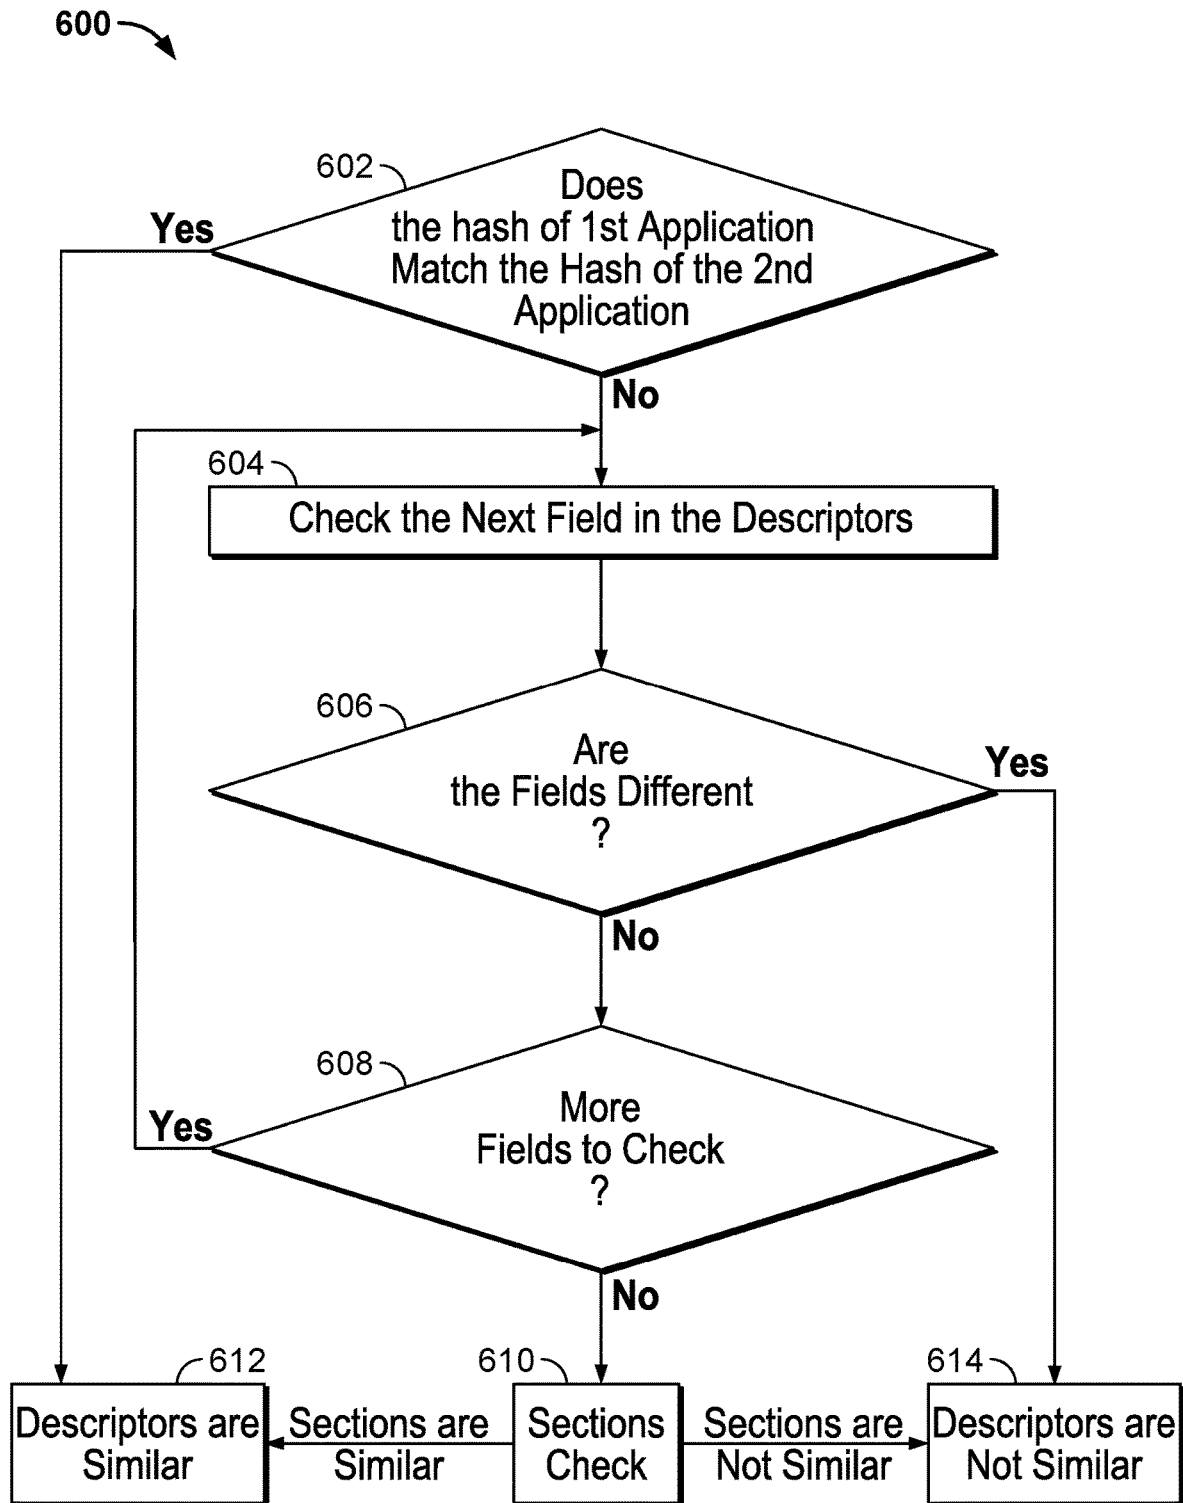 600
602
Does
the hash of 1st Application
Match the Hash of the 2nd
Application
Yes
No
604
Check the Next Field in the Descriptors
606
Are
the Fields Different
?
Yes
No
608
More
Fields to Check
?
Yes
No
612
610
614
Descriptors are
Similar
Sections are
Similar
Sections
Check
Sections are
Not Similar
Descriptors are
Not Similar